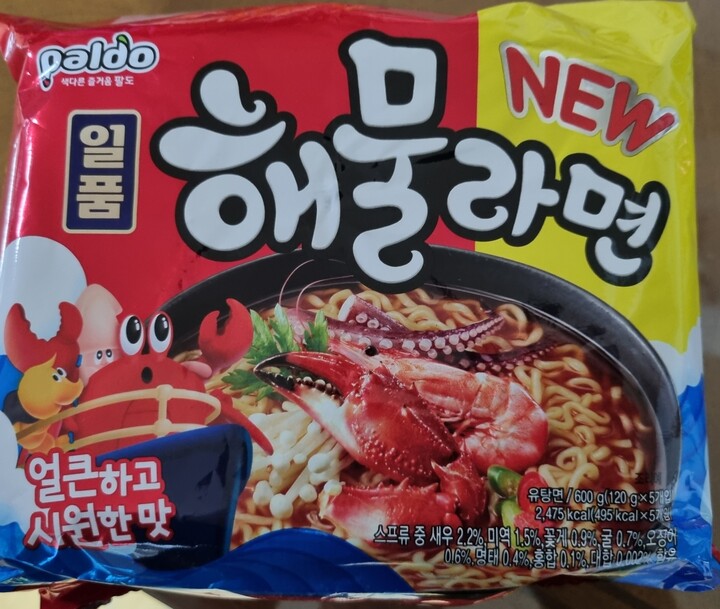 paldo
색다른 즐거움 팔도
NEW
일품
해물라면
얼큰하고
시원한 맛
유탕면/600 g(120 g×5개입)
2,475 kcal(495 kcal×5개입)
스프류 중 새우 2.2%, 미역 1.5%, 꽃게 0.9%, 굴 0.7%, 오징어
0.6%, 명태 0.4%, 홍합 0.1%, 대합 0.002% 함유